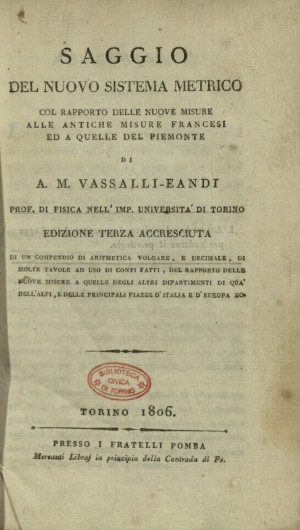 SAGGIO
DEL NUOVO SISTEMA METRICO
COL RAPPORTO DELLE NUOVE MISURE
ALLE ANTICHE MISURE FRANCESI
ED A QUELLE DEL PIEMONTE
DI
A. M. VASSALLI-EANDI
PROF. DI FISICA NELL' IMP. UNIVERSITA' DI TORINO
EDIZIONE TERZA ACCRESCIUTA
DI UN COMPENDIO DI ARITMETICA VOLGARE, E DECIMALE, DI
MOLTE TAVOLE AD USO DI CONTI FATTI, DEL RAPPORTO DELLE
NUOVE MISURE A QUELLE DEGLI ALTRI DIPARTIMENTI DI QUA'
DELL'ALPI, E DELLE PRINCIPALI PIAZZE D'ITALIA E D'EUROPA EC.
BIBLIOTECA
CIVICA
DI TORINO
TORINO 1806.
PRESSO I FRATELLI POMBA
Mercanti Libraj in principio della Contrada di Po.